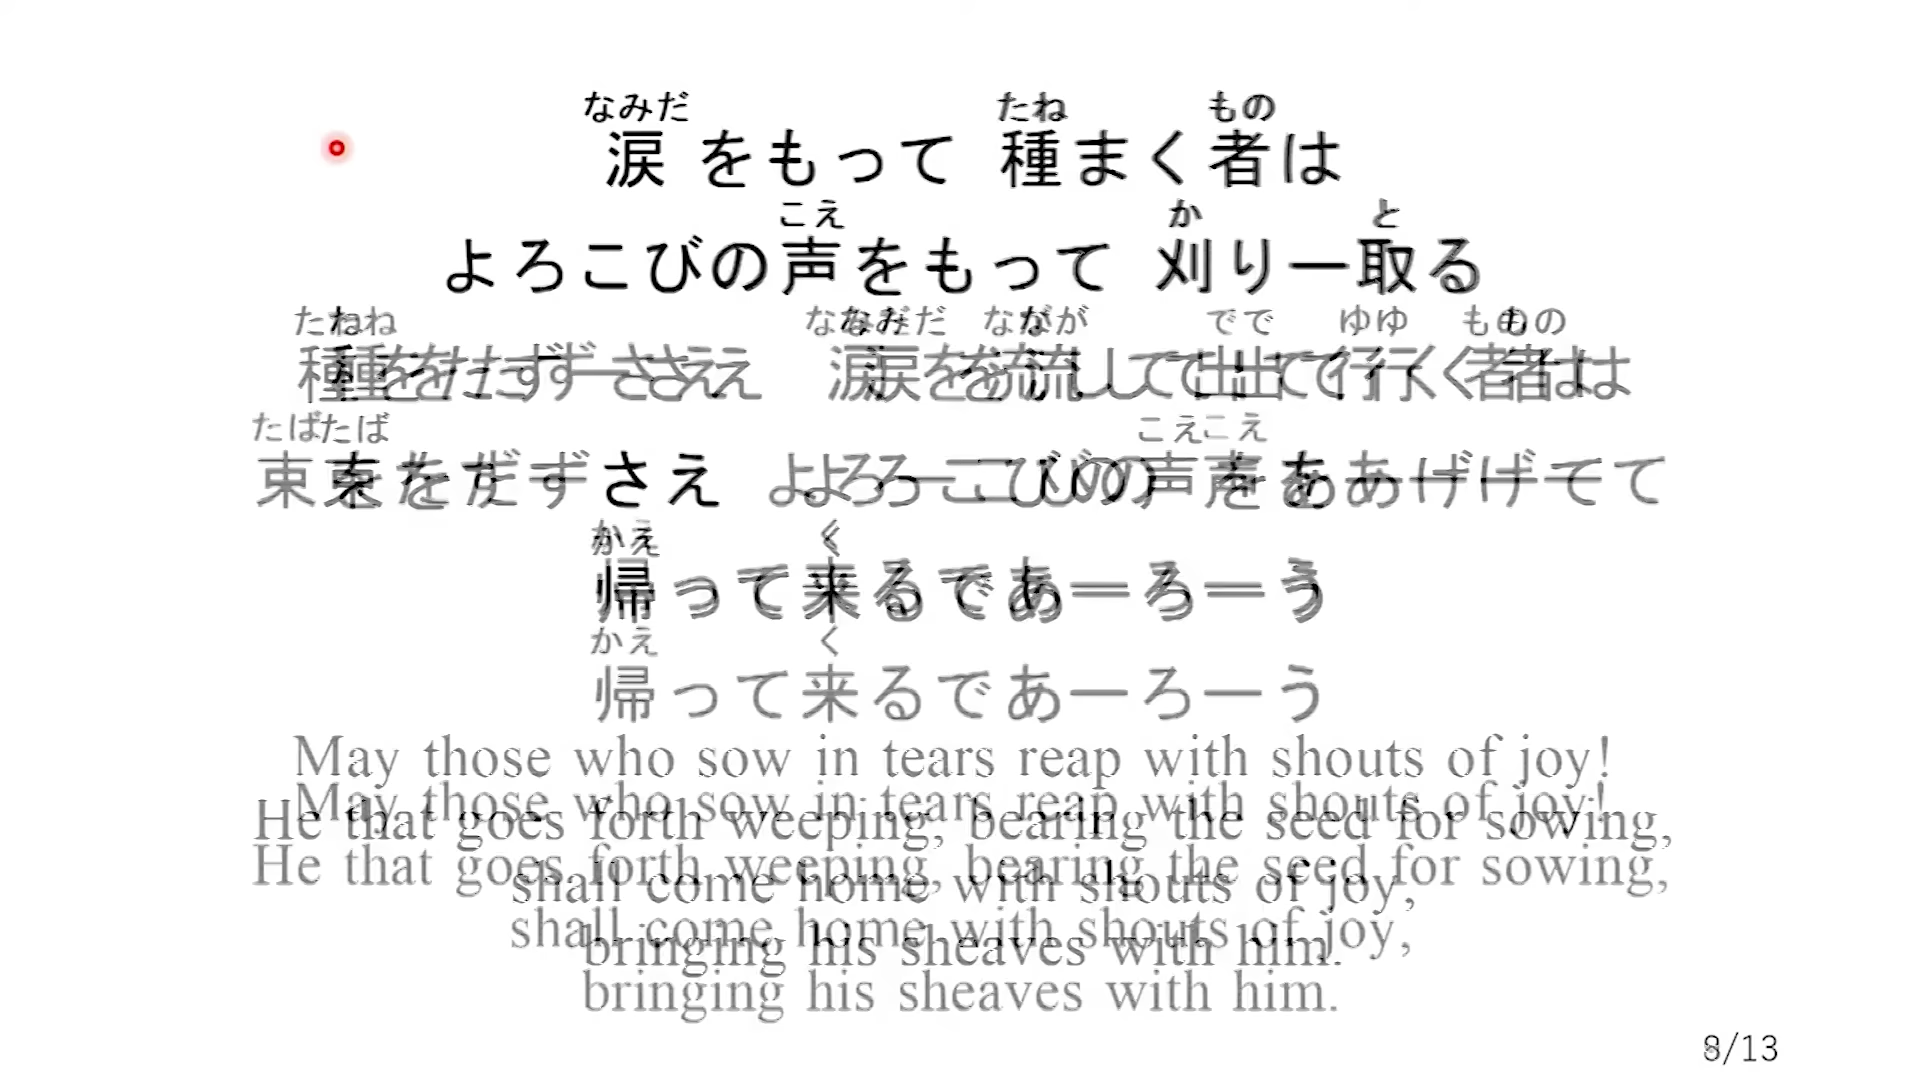 涙をもって 種まく者は
よろこびの声をもって 刈りー取る
種をたずーさえ 涙を流して出て行く者は
束をたずさえ よろーこびの声をあげて
帰って来るであーろーう
帰って来るであーろーう
May those who sow in tears reap with shouts of joy!
He that goes forth weeping, bearing the seed for sowing,
shall come home with shouts of joy,
bringing his sheaves with him.